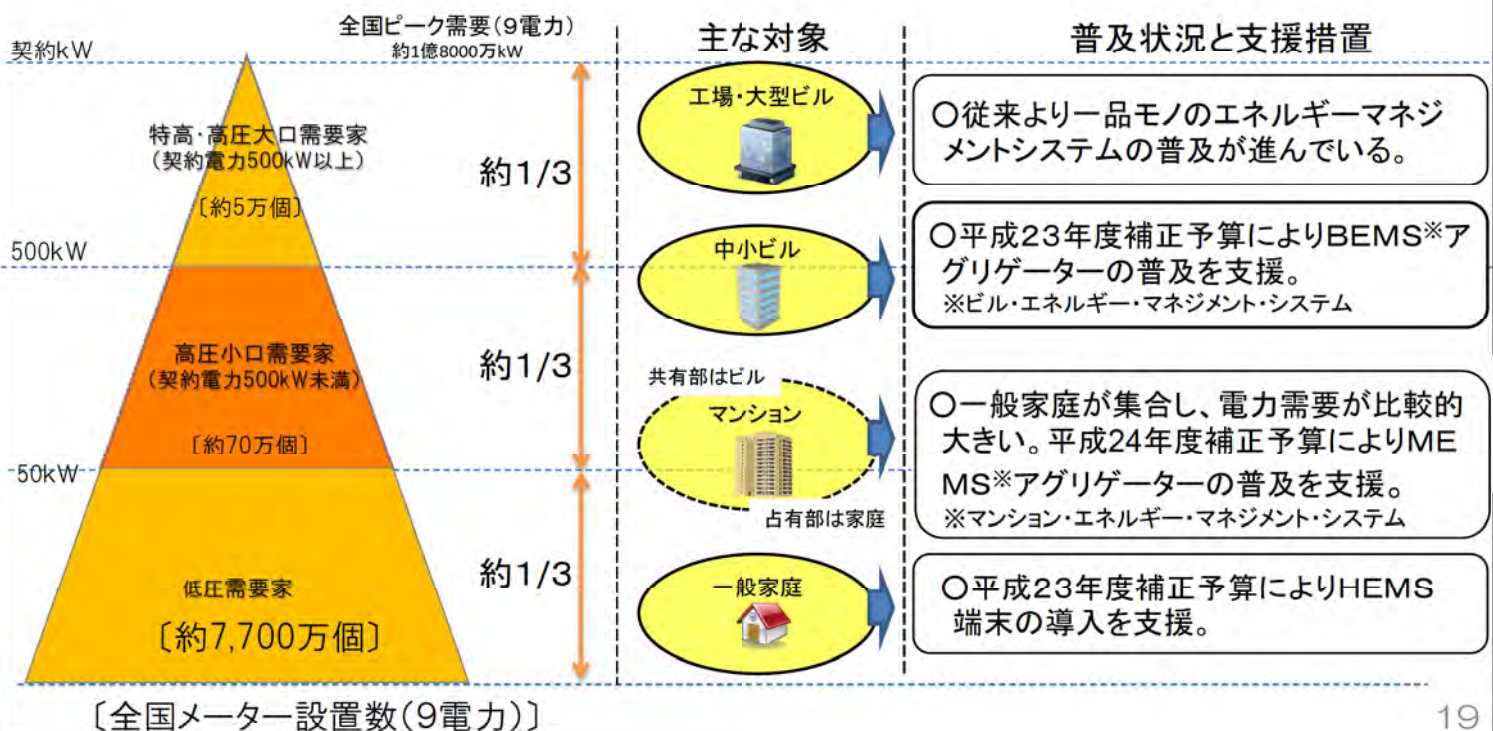 全国ピーク需要(9電力)
約1億8000万kW
契約kW
特高・高圧大口需要家
(契約電力500kW以上)
〔約5万個〕
500kW
高圧小口需要家
(契約電力500kW未満)
〔約70万個〕
50kW
低圧需要家
〔約7,700万個〕
〔全国メーター設置数(9電力)〕
約1/3
約1/3
約1/3
主な対象
工場・大型ビル
中小ビル
共有部はビル
マンション
占有部は家庭
一般家庭
普及状況と支援措置
○従来より一品モノのエネルギーマネジ
メントシステムの普及が進んでいる。
○平成23年度補正予算によりBEMS※ア
グリゲーターの普及を支援。
※ビル・エネルギー・マネジメント・システム
○一般家庭が集合し、電力需要が比較的
大きい。平成24年度補正予算によりME
MS※アグリゲーターの普及を支援。
※マンション・エネルギー・マネジメント・システム
○平成23年度補正予算によりHEMS
端末の導入を支援。
19